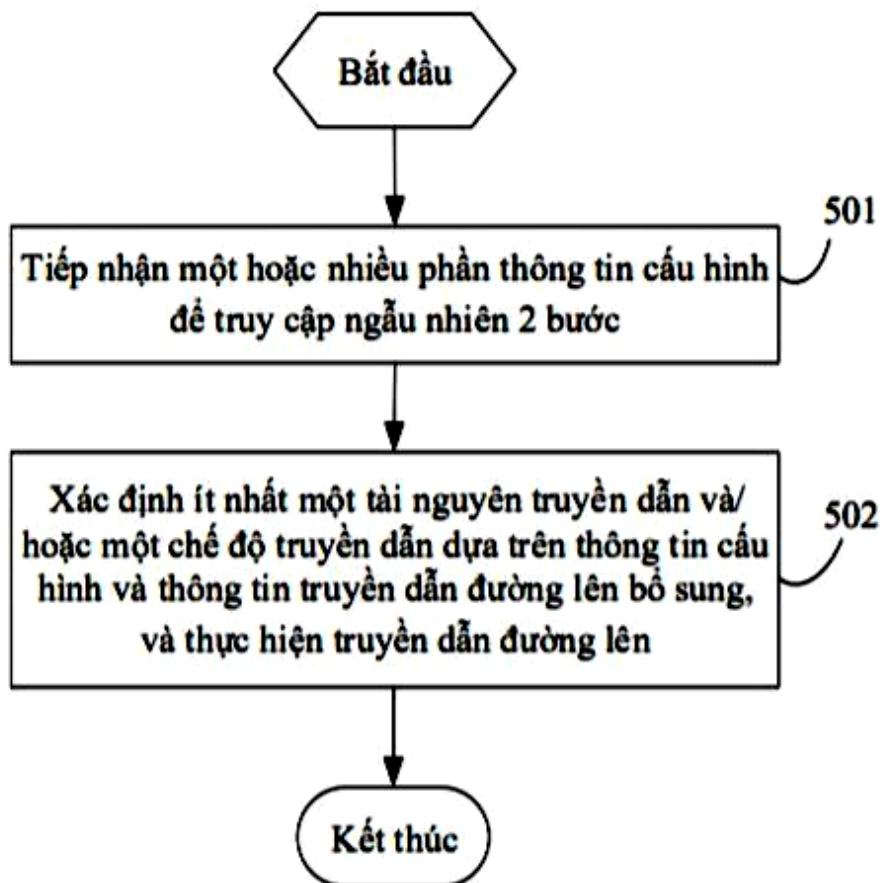 Bắt đầu
501
Tiếp nhận một hoặc nhiều phần thông tin cấu hình
để truy cập ngẫu nhiên 2 bước
502
Xác định ít nhất một tài nguyên truyền dẫn và/
hoặc một chế độ truyền dẫn dựa trên thông tin cấu
hình và thông tin truyền dẫn đường lên bổ sung,
và thực hiện truyền dẫn đường lên
Kết thúc